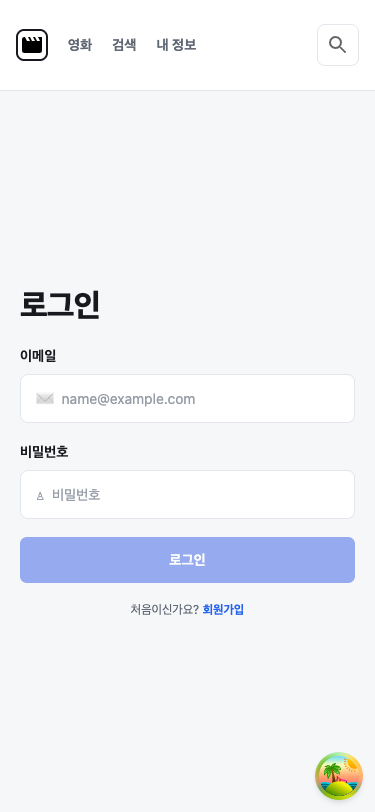 영화 검색 내 정보
로그인
이메일
name@example.com
비밀번호
비밀번호
로그인
처음이신가요? 회원가입